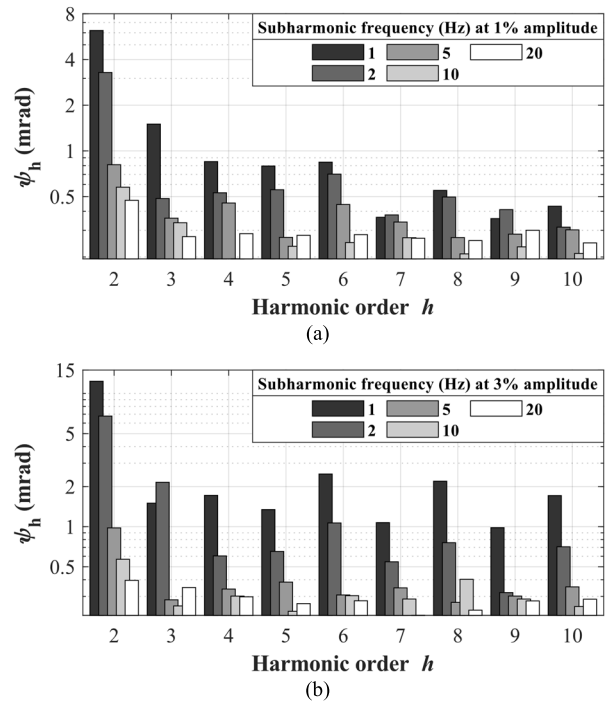 8
4
2
1
0.5
ψh (mrad)
Subharmonic frequency (Hz) at 1% amplitude
1 5 20
2 10
2 3 4 5 6 7 8 9 10
Harmonic order h
(a)
15
5
2
1
0.5
ψh (mrad)
Subharmonic frequency (Hz) at 3% amplitude
1 5 20
2 10
2 3 4 5 6 7 8 9 10
Harmonic order h
(b)